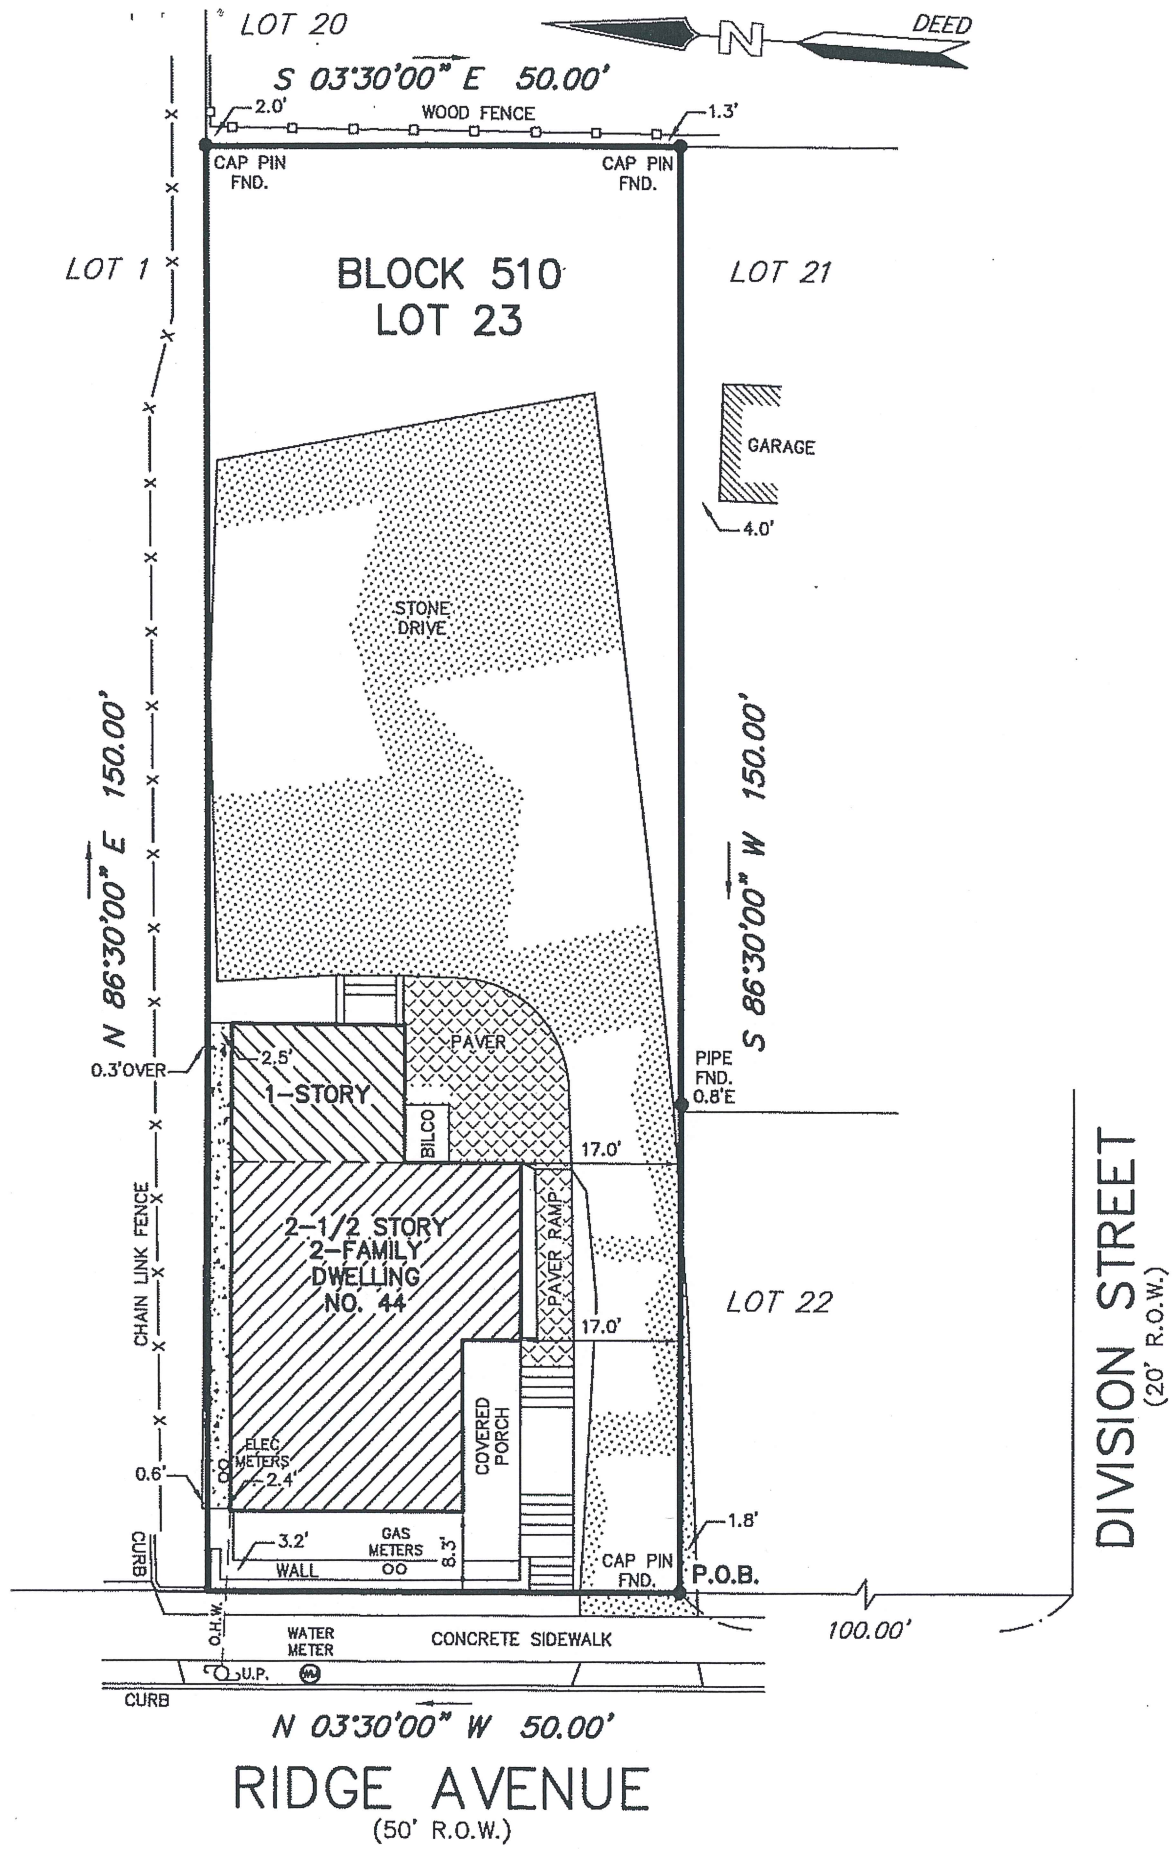 LOT 20
DEED
N
S 03°30'00" E 50.00'
2.0'
WOOD FENCE
1.3'
CAP PIN
FND.
CAP PIN
FND.
LOT 1
BLOCK 510
LOT 23
LOT 21
GARAGE
4.0'
STONE
DRIVE
N 86°30'00" E 150.00'
S 86°30'00" W 150.00'
PAVER
2.5'
0.3'OVER
1-STORY
BILCO
PIPE
FND.
0.8'E
17.0'
CHAIN LINK FENCE
2-1/2 STORY
2-FAMILY
DWELLING
NO. 44
PAVER RAMP
LOT 22
17.0'
COVERED
PORCH
DIVISION STREET
(20' R.O.W.)
ELEC
METERS
0.6'
2.4'
1.8'
CURB
3.2'
GAS
METERS
8.3'
WALL
CAP PIN
FND.
P.O.B.
O.H.W.
WATER
METER
CONCRETE SIDEWALK
100.00'
U.P.
CURB
N 03°30'00" W 50.00'
RIDGE AVENUE
(50' R.O.W.)